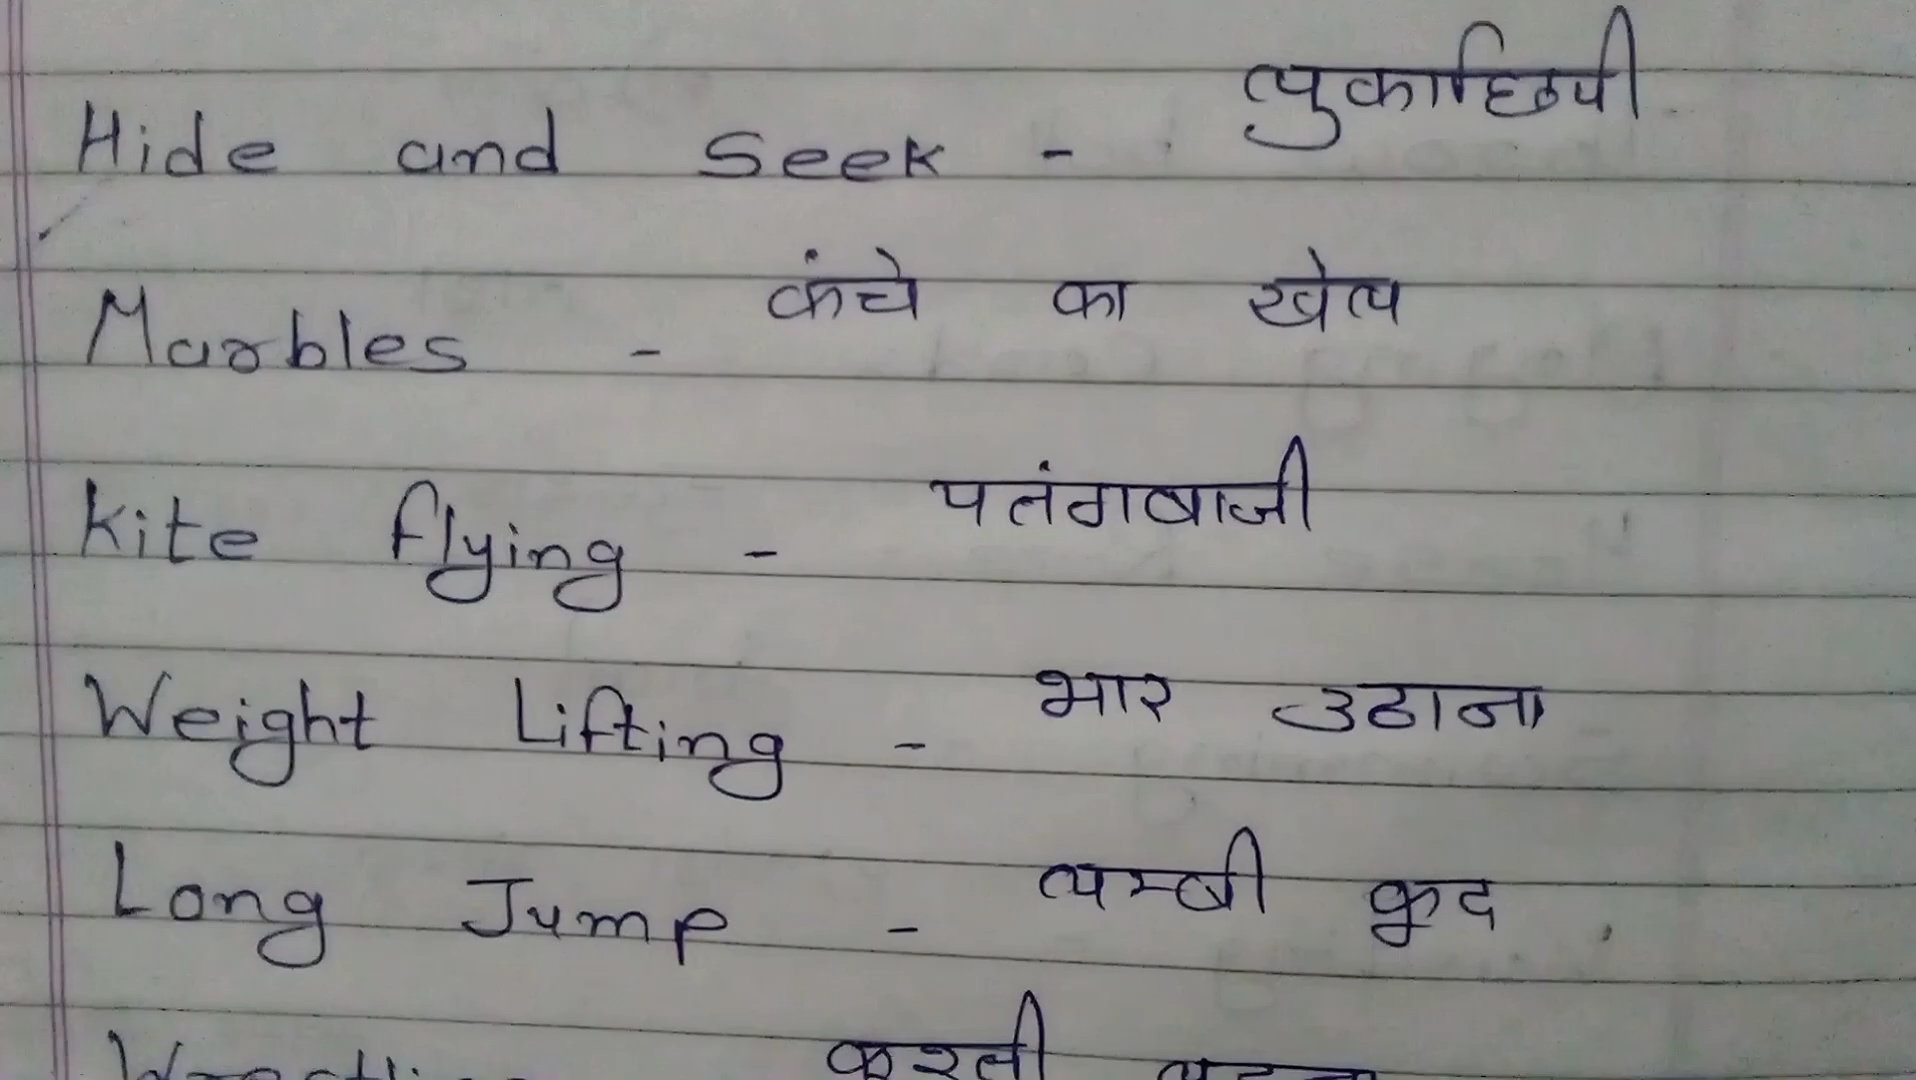 Hide and Seek - लुकाछिपी
Marbles - कंचे का खेल
Kite flying - पतंगबाजी
Weight Lifting - भार उठाना
Long Jump - लम्बी कूद